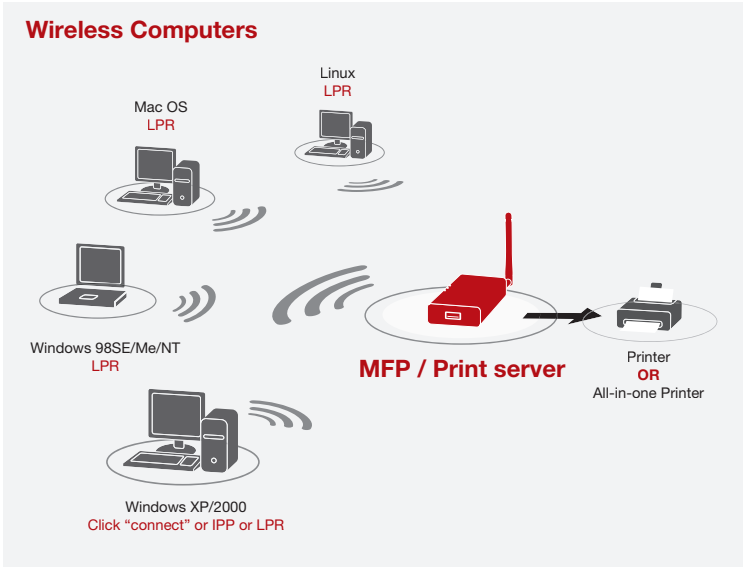 Wireless Computers
Linux
LPR
Mac OS
LPR
Windows 98SE/Me/NT
LPR
MFP / Print server
Printer
OR
All-in-one Printer
Windows XP/2000
Click “connect” or IPP or LPR